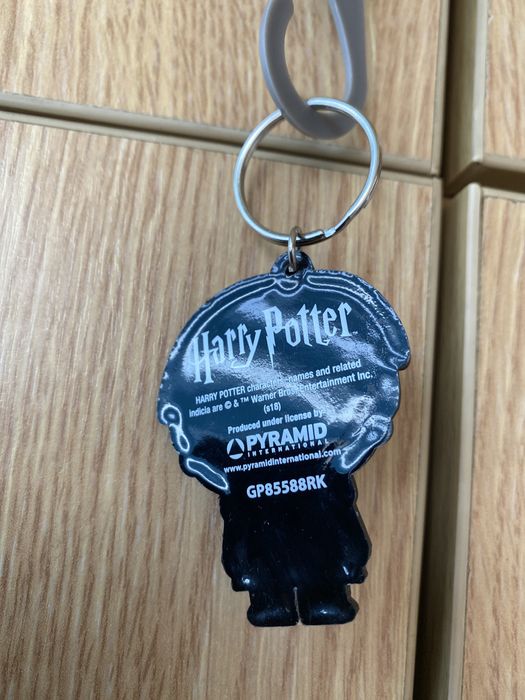 Harry Potter™
HARRY POTTER characters, names and related
indicia are © & ™ Warner Bros. Entertainment Inc.
(s18)
Produced under license by
PYRAMID
INTERNATIONAL
www.pyramidinternational.com
GP85588RK